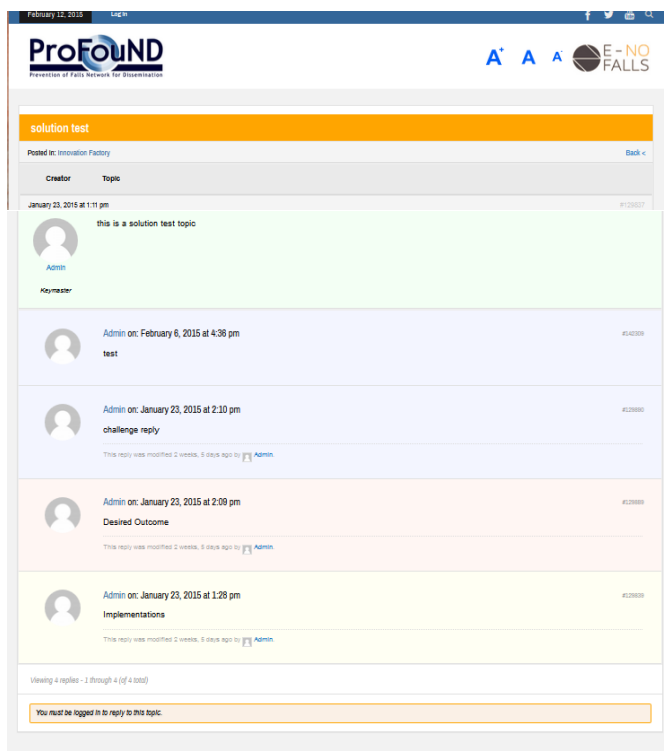 February 12, 2015 Log In
ProFouND
Prevention of Falls Network for Dissemination
A+ A A-
E-NO FALLS
solution test
Posted In: Innovation Factory Back <
Creator Topic
January 23, 2015 at 1:11 pm
this is a solution test topic
Admin
Keymaster
Admin on: February 6, 2015 at 4:36 pm
test
Admin on: January 23, 2015 at 2:10 pm
challenge reply
This reply was modified 2 weeks, 5 days ago by Admin.
Admin on: January 23, 2015 at 2:09 pm
Desired Outcome
This reply was modified 2 weeks, 5 days ago by Admin.
Admin on: January 23, 2015 at 1:28 pm
Implementations
This reply was modified 2 weeks, 5 days ago by Admin.
Viewing 4 replies - 1 through 4 (of 4 total)
You must be logged in to reply to this topic.